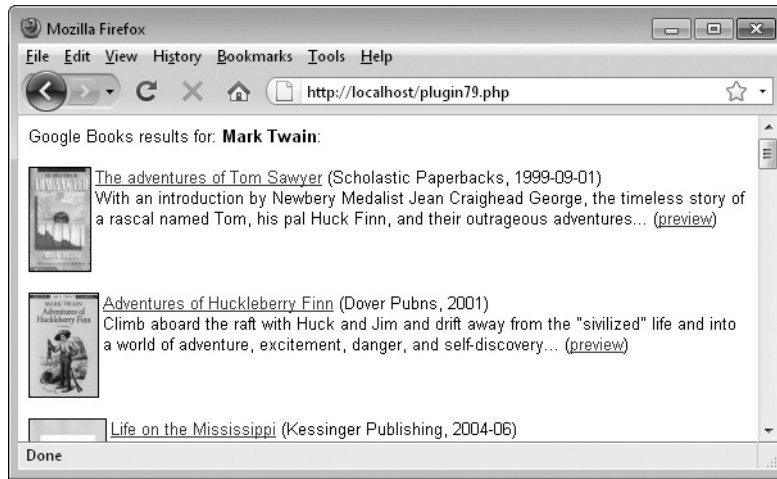 Mozilla Firefox
File Edit View History Bookmarks Tools Help
http://localhost/plugin79.php
Google Books results for: Mark Twain:
The adventures of Tom Sawyer (Scholastic Paperbacks, 1999-09-01)
With an introduction by Newbery Medalist Jean Craighead George, the timeless story of
a rascal named Tom, his pal Huck Finn, and their outrageous adventures... (preview)
MARK TWAIN
Adventures of
Huckleberry Finn
Adventures of Huckleberry Finn (Dover Pubns, 2001)
Climb aboard the raft with Huck and Jim and drift away from the "sivilized" life and into
a world of adventure, excitement, danger, and self-discovery... (preview)
Life on the Mississippi (Kessinger Publishing, 2004-06)
Done